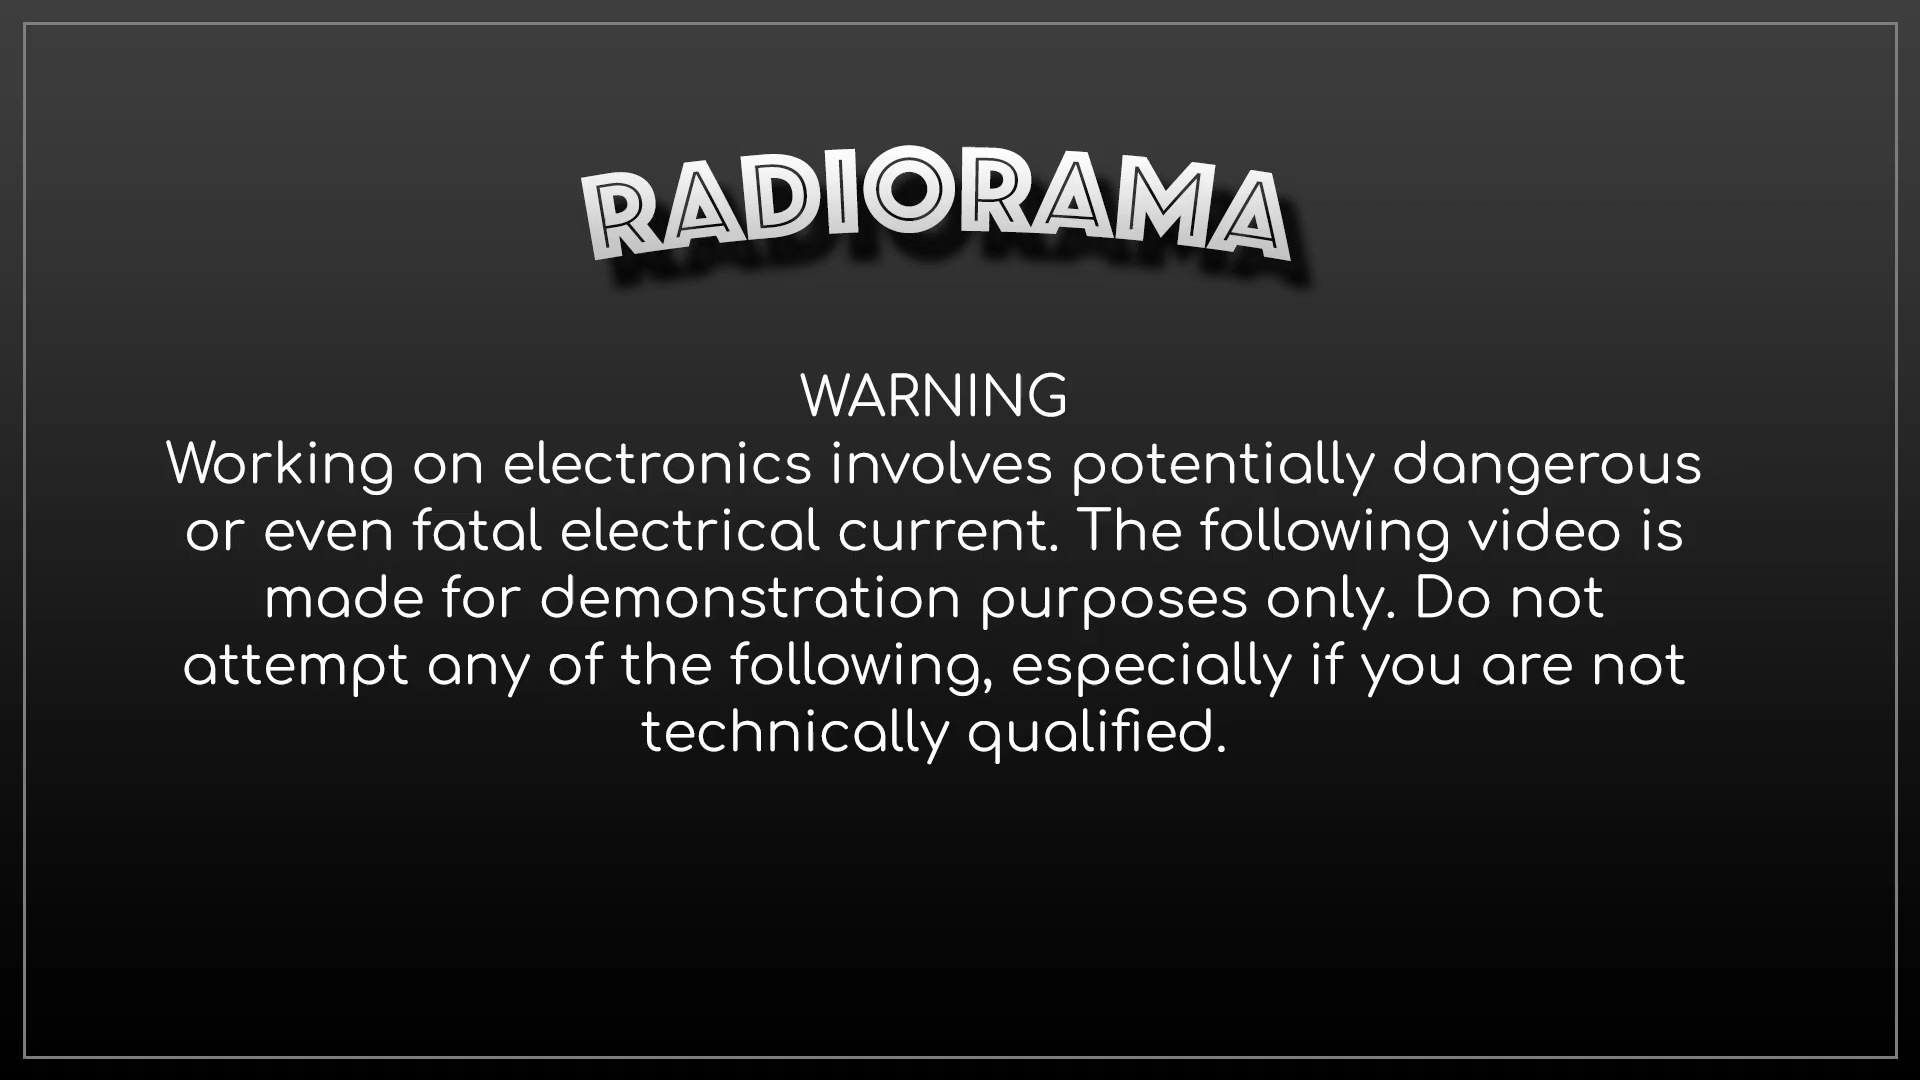 RADIORAMA
WARNING
Working on electronics involves potentially dangerous
or even fatal electrical current. The following video is
made for demonstration purposes only. Do not
attempt any of the following, especially if you are not
technically qualified.